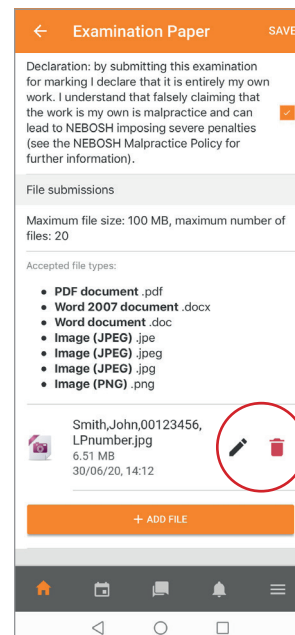 Examination Paper SAVE
Declaration: by submitting this examination
for marking I declare that it is entirely my own
work. I understand that falsely claiming that
the work is my own is malpractice and can
lead to NEBOSH imposing severe penalties
(see the NEBOSH Malpractice Policy for
further information).
File submissions
Maximum file size: 100 MB, maximum number of
files: 20
Accepted file types:
• PDF document .pdf
• Word 2007 document .docx
• Word document .doc
• Image (JPEG) .jpe
• Image (JPEG) .jpeg
• Image (JPEG) .jpg
• Image (PNG) .png
Smith,John,00123456,
LPnumber.jpg
6.51 MB
30/06/20, 14:12
+ ADD FILE